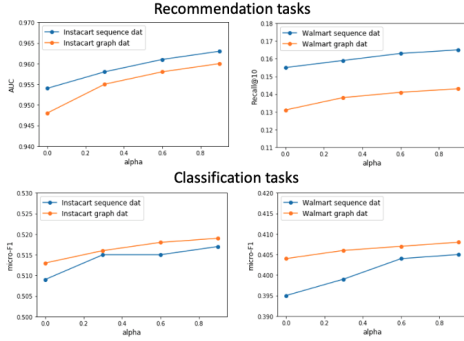 Recommendation tasks
0.970
0.965
0.960
0.955
0.950
0.945
0.940
AUC
Instacart sequence dat
Instacart graph dat
0.0 0.2 0.4 0.6 0.8
alpha
0.18
0.17
0.16
0.15
0.14
0.13
0.12
0.11
Recall@10
Walmart sequence dat
Walmart graph dat
0.0 0.2 0.4 0.6 0.8
alpha
Classification tasks
0.530
0.525
0.520
0.515
0.510
0.505
0.500
micro-F1
Instacart sequence dat
Instacart graph dat
0.0 0.2 0.4 0.6 0.8
alpha
0.420
0.415
0.410
0.405
0.400
0.395
0.390
micro-F1
Walmart sequence dat
Walmart graph dat
0.0 0.2 0.4 0.6 0.8
alpha